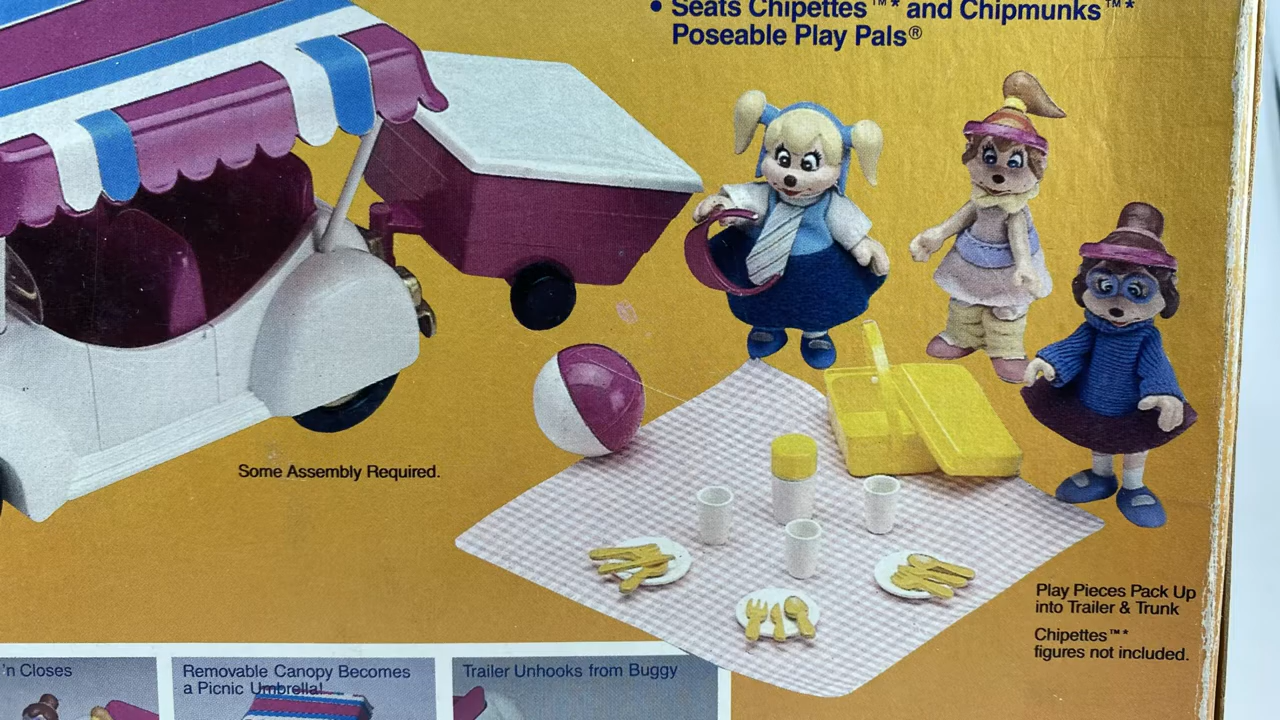 • Seats Chipettes™* and Chipmunks™*
Poseable Play Pals®
Some Assembly Required.
Play Pieces Pack Up
into Trailer & Trunk
Chipettes™*
figures not included.
'n Closes
Removable Canopy Becomes
a Picnic Umbrella!
Trailer Unhooks from Buggy